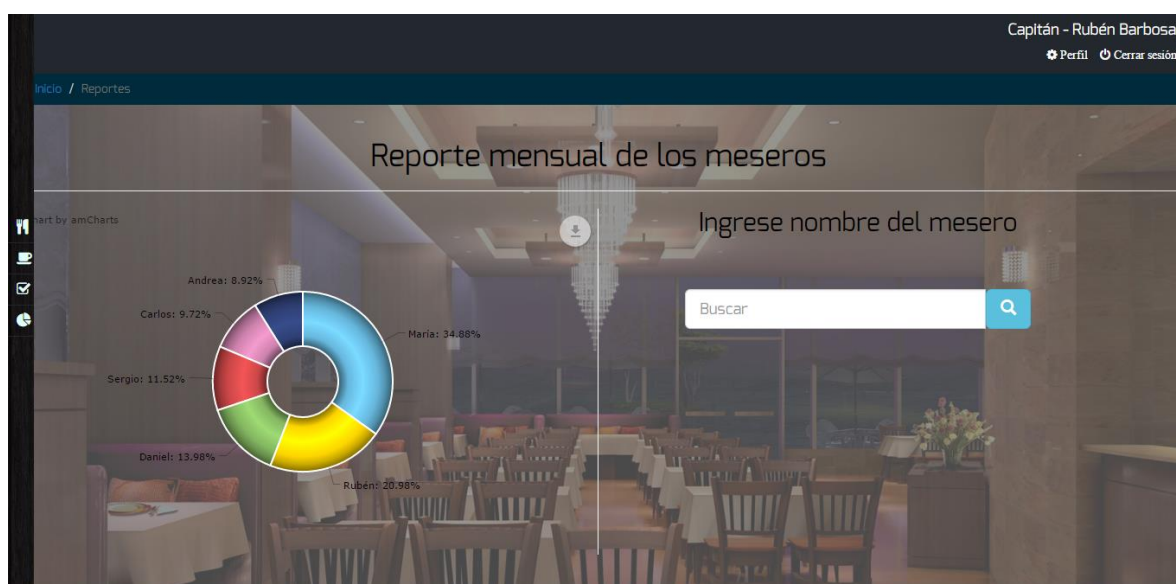 Capitán - Rubén Barbosa
Perfil Cerrar sesión
Inicio / Reportes
Reporte mensual de los meseros
hart by amCharts
Ingrese nombre del mesero
Buscar
Andrea: 8.92%
Carlos: 9.72%
María: 34.88%
Sergio: 11.52%
Daniel: 13.98%
Rubén: 20.98%